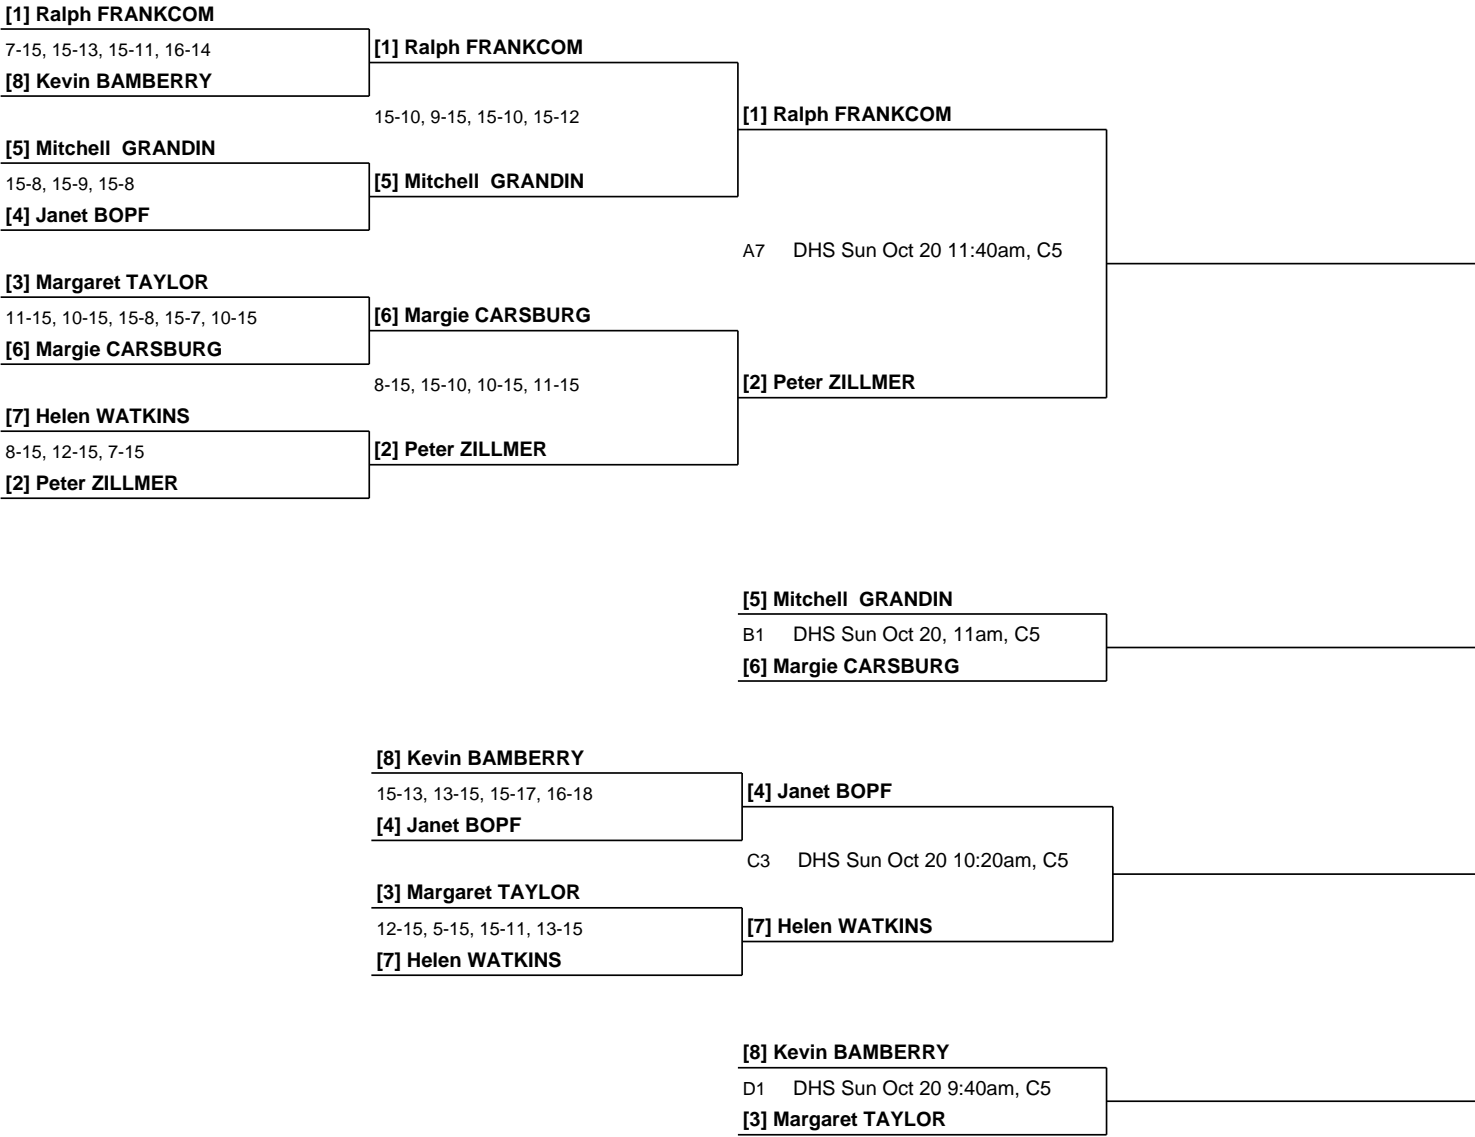 [1] Ralph FRANKCOM
7-15, 15-13, 15-11, 16-14
[8] Kevin BAMBERRY
[1] Ralph FRANKCOM
15-10, 9-15, 15-10, 15-12
[1] Ralph FRANKCOM
[5] Mitchell  GRANDIN
15-8, 15-9, 15-8
[4] Janet BOPF
[5] Mitchell  GRANDIN
A7 DHS Sun Oct 20 11:40am, C5
[3] Margaret TAYLOR
11-15, 10-15, 15-8, 15-7, 10-15
[6] Margie CARSBURG
[6] Margie CARSBURG
8-15, 15-10, 10-15, 11-15
[2] Peter ZILLMER
[7] Helen WATKINS
8-15, 12-15, 7-15
[2] Peter ZILLMER
[2] Peter ZILLMER
[5] Mitchell  GRANDIN
B1 DHS Sun Oct 20, 11am, C5
[6] Margie CARSBURG
[8] Kevin BAMBERRY
15-13, 13-15, 15-17, 16-18
[4] Janet BOPF
[4] Janet BOPF
C3 DHS Sun Oct 20 10:20am, C5
[3] Margaret TAYLOR
12-15, 5-15, 15-11, 13-15
[7] Helen WATKINS
[7] Helen WATKINS
[8] Kevin BAMBERRY
D1 DHS Sun Oct 20 9:40am, C5
[3] Margaret TAYLOR